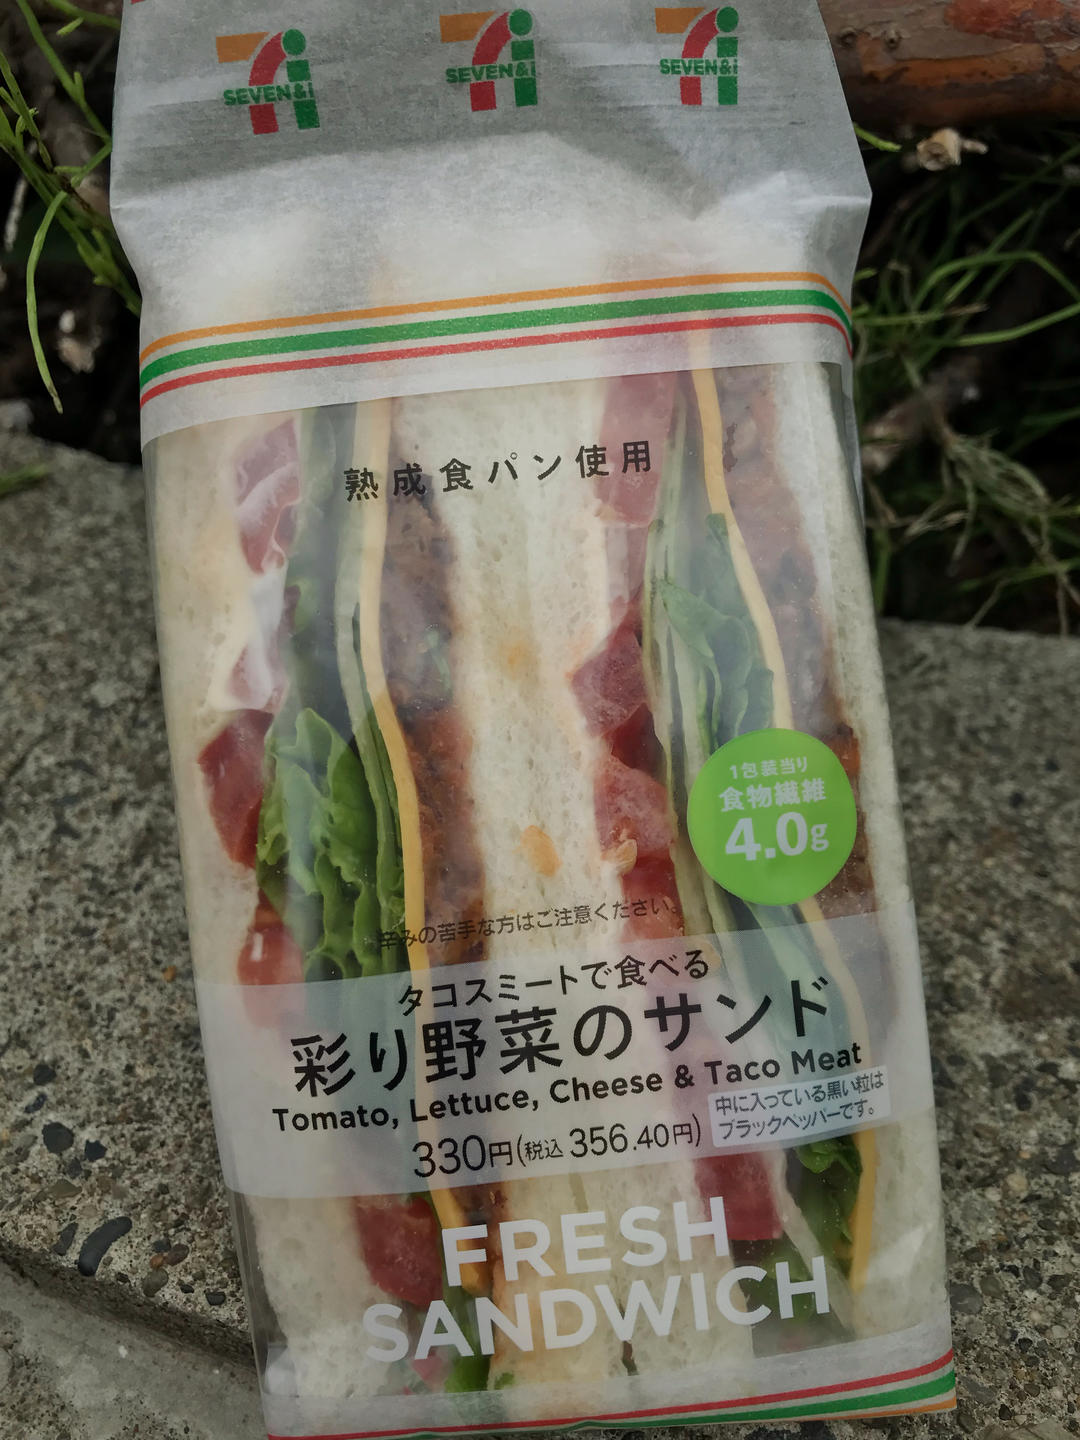 SEVEN&i
SEVEN&i
SEVEN&i
熟成食パン使用
1包装当り
食物繊維
4.0g
辛みの苦手な方はご注意ください。
タコスミートで食べる
彩り野菜のサンド
Tomato, Lettuce, Cheese & Taco Meat
330円(税込 356.40円)
中に入っている黒い粒は
ブラックペッパーです。
FRESH
SANDWICH